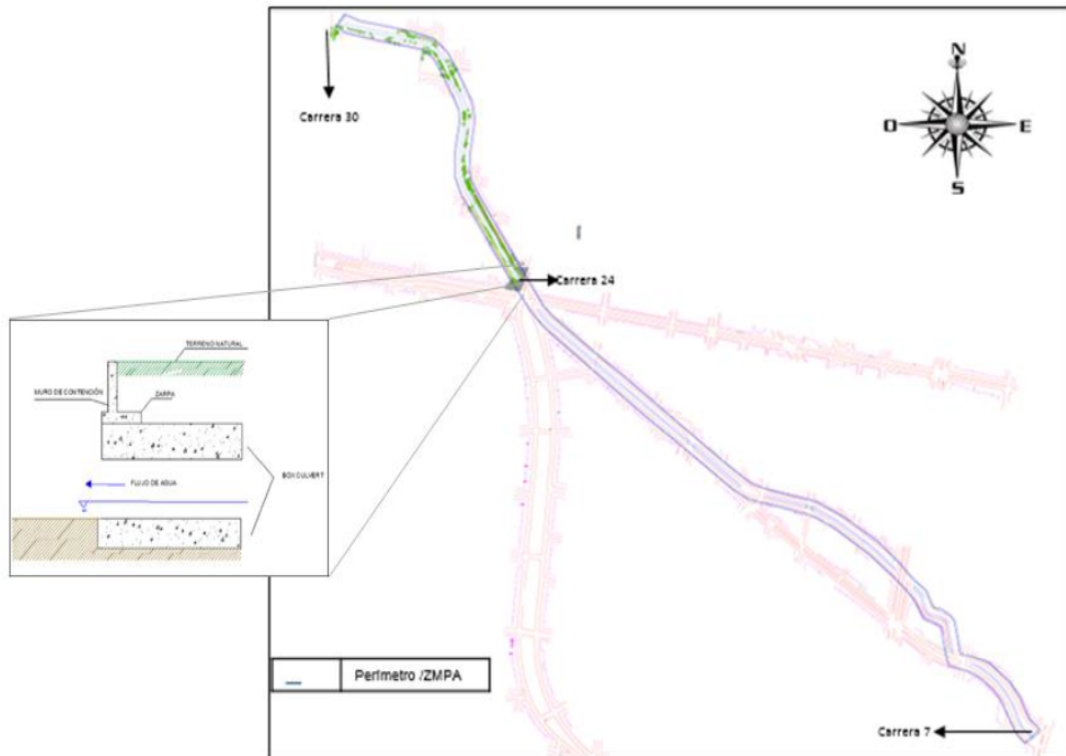 N
O
E
S
Carrera 30
Carrera 24
TERRENO NATURAL
MURO DE CONTENCIÓN
ZARPA
BOX CULVERT
FLUJO DE AGUA
Perímetro /ZMPA
Carrera 7